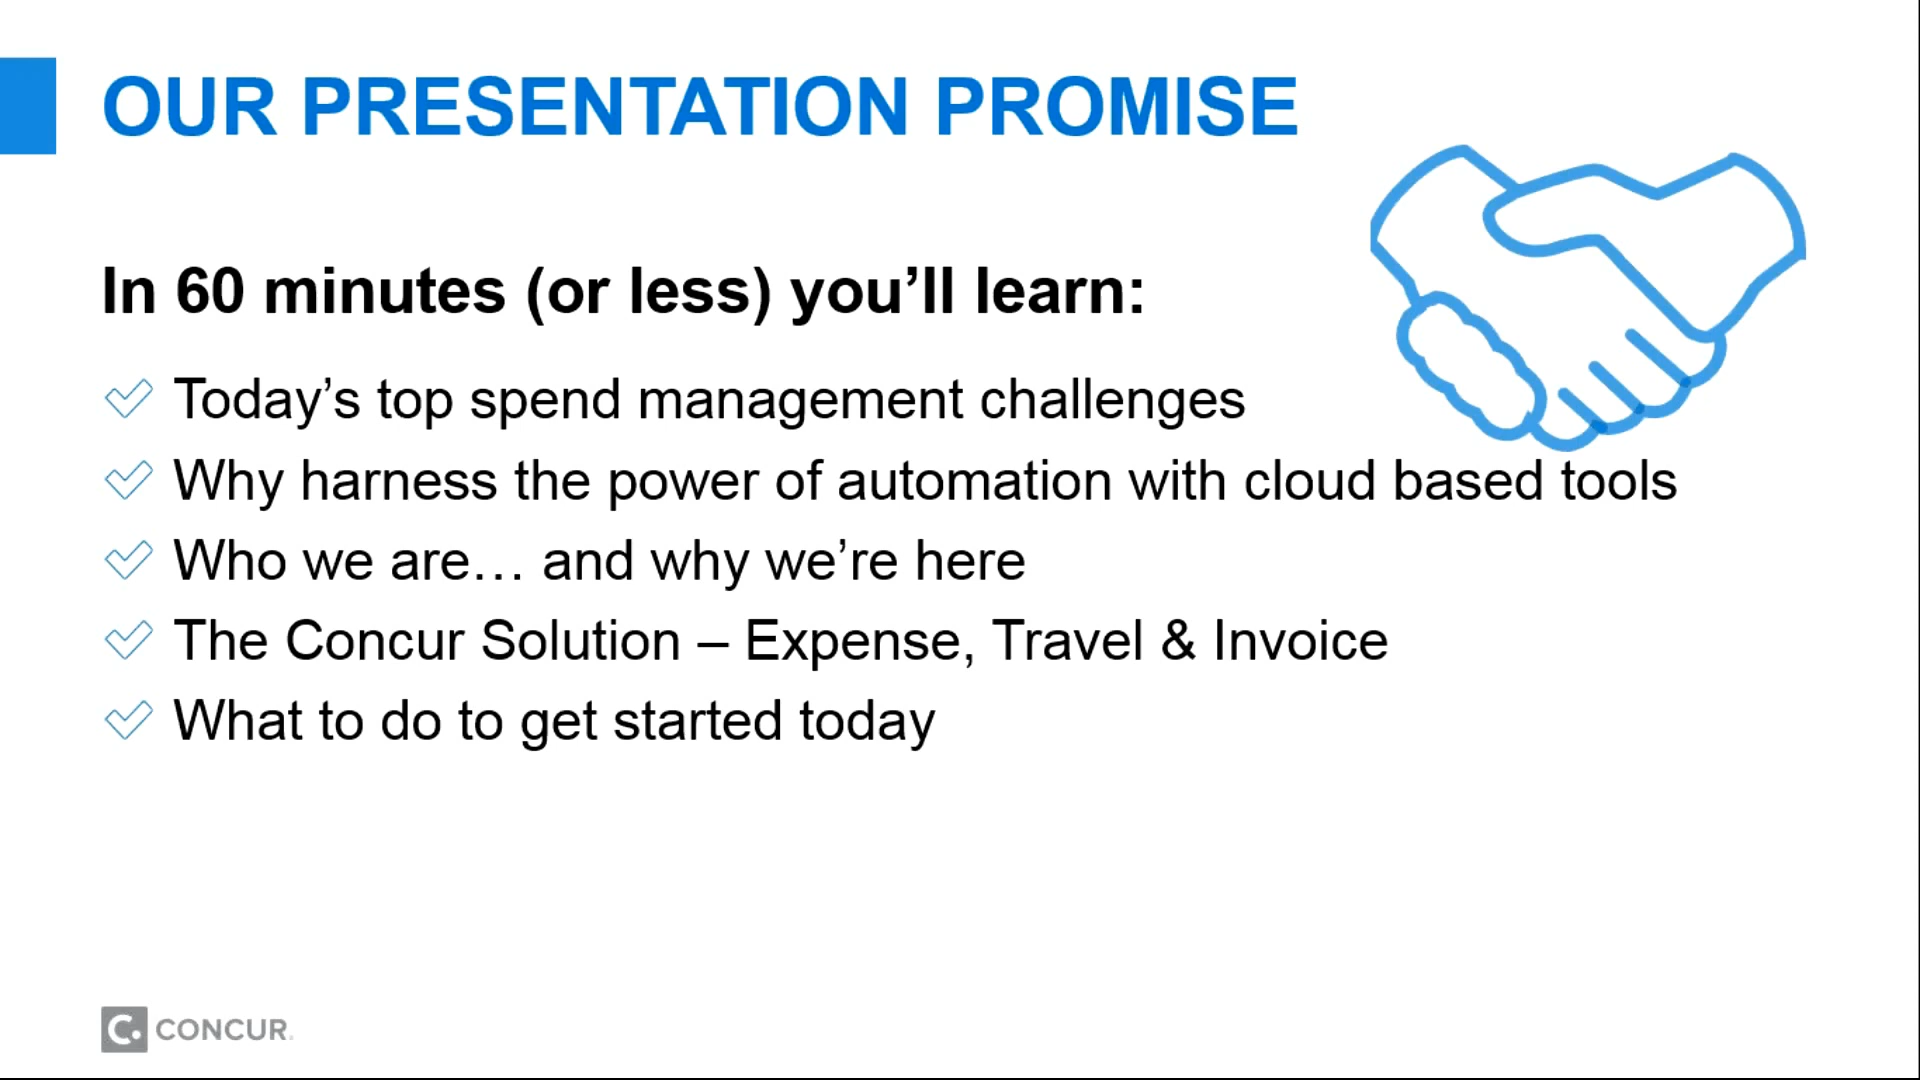 OUR PRESENTATION PROMISE
In 60 minutes (or less) you’ll learn:
Today’s top spend management challenges
Why harness the power of automation with cloud based tools
Who we are… and why we’re here
The Concur Solution – Expense, Travel & Invoice
What to do to get started today
C. CONCUR.